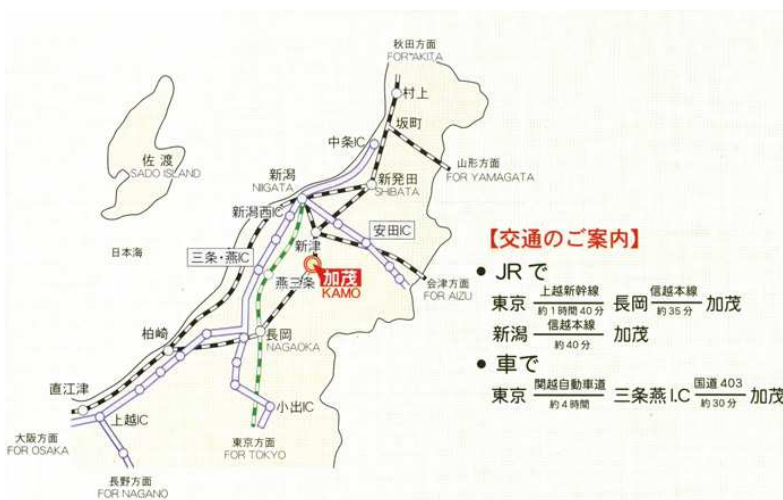 秋田方面
FOR AKITA
村上
坂町
中条IC
山形方面
FOR YAMAGATA
佐渡
SADO ISLAND
新潟
NIIGATA
新発田
SHIBATA
新潟西IC
安田IC
日本海
新津
三条・燕IC
燕三条
加茂
KAMO
会津方面
FOR AIZU
柏崎
長岡
NAGAOKA
直江津
上越IC
小出IC
大阪方面
FOR OSAKA
東京方面
FOR TOKYO
長野方面
FOR NAGANO
【交通のご案内】
• JRで
東京 上越新幹線 約1時間40分 長岡 信越本線 約35分 加茂
新潟 信越本線 約40分 加茂
• 車で
東京 関越自動車道 約4時間 三条燕I.C 国道403 約30分 加茂